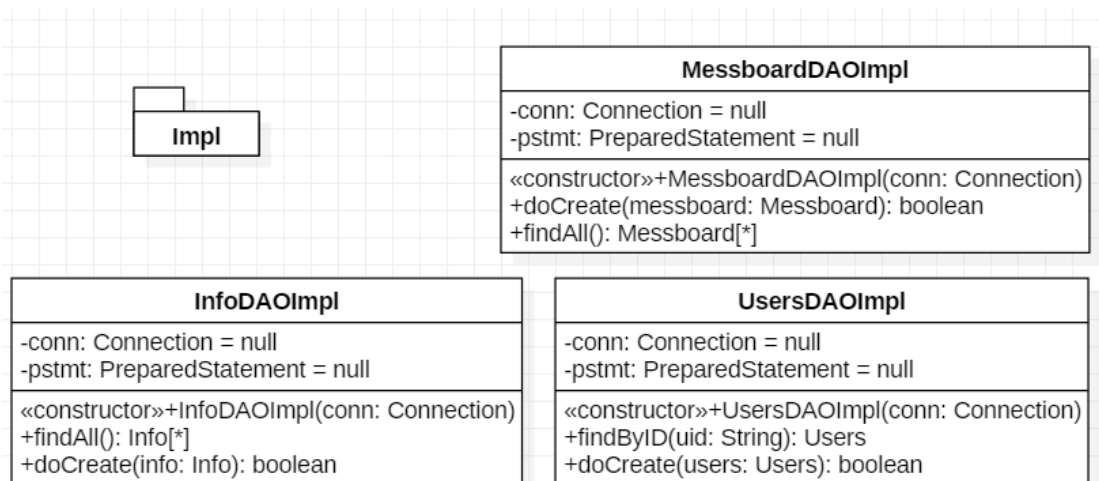 Impl
MessboardDAOImpl
-conn: Connection = null
-pstmt: PreparedStatement = null
«constructor»+MessboardDAOImpl(conn: Connection)
+doCreate(messboard: Messboard): boolean
+findAll(): Messboard[*]
InfoDAOImpl
-conn: Connection = null
-pstmt: PreparedStatement = null
«constructor»+InfoDAOImpl(conn: Connection)
+findAll(): Info[*]
+doCreate(info: Info): boolean
UsersDAOImpl
-conn: Connection = null
-pstmt: PreparedStatement = null
«constructor»+UsersDAOImpl(conn: Connection)
+findByID(uid: String): Users
+doCreate(users: Users): boolean